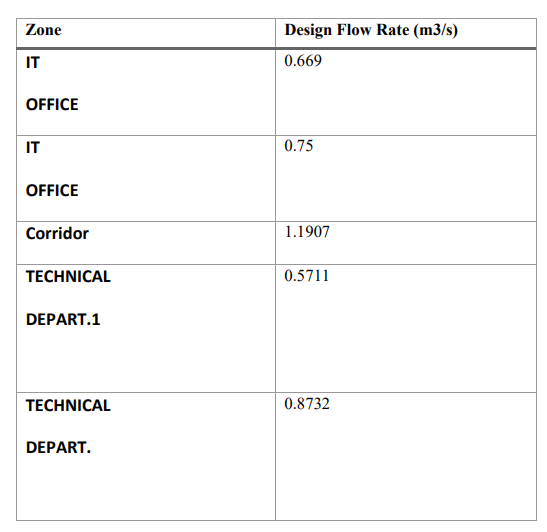 Zone Design Flow Rate (m3/s)
IT 0.669
OFFICE
IT 0.75
OFFICE
Corridor 1.1907
TECHNICAL 0.5711
DEPART.1
TECHNICAL 0.8732
DEPART.